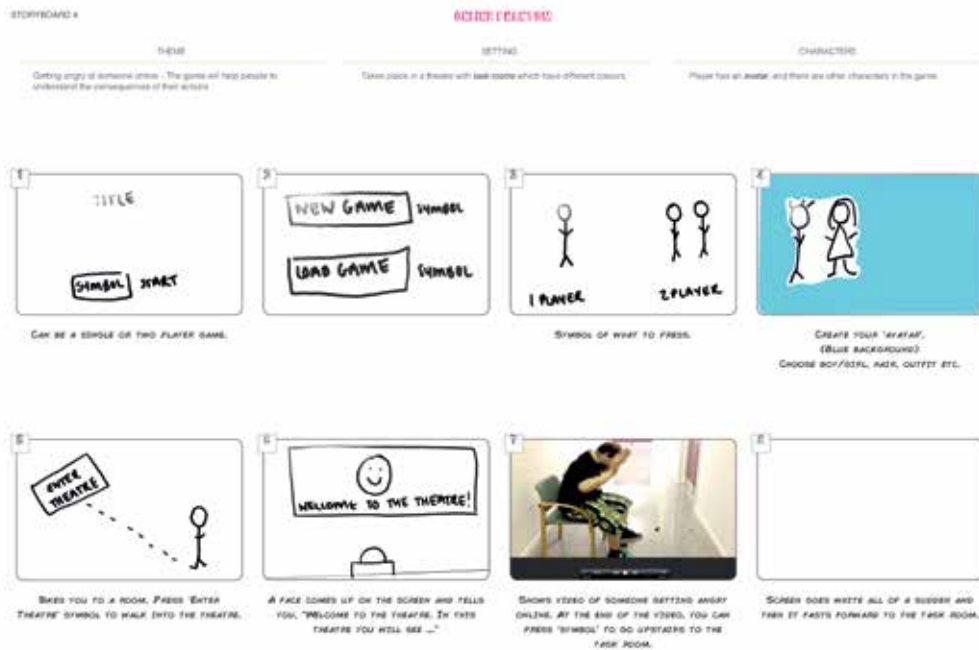 STORYBOARD 4
THEME
SETTING
CHARACTERS
Getting angry at someone online - The game will help people to
understand the consequences of their actions
Takes place in a theatre with task rooms which have different colours
Player has an avatar, and there are other characters in the game
1
2
3
4
TITLE
SYMBOL START
NEW GAME SYMBOL
LOAD GAME SYMBOL
1 PLAYER
2 PLAYER
CAN BE A SINGLE OR TWO PLAYER GAME.
SYMBOL OF WHAT TO PRESS.
CREATE YOUR 'AVATAR'.
(BLUE BACKGROUND)
CHOOSE BOY/GIRL, HAIR, OUTFIT ETC.
5
6
7
8
ENTER
THEATRE
WELCOME TO THE THEATRE!
TAKES YOU TO A ROOM. PRESS 'ENTER
THEATRE' SYMBOL TO WALK INTO THE THEATRE.
A FACE COMES UP ON THE SCREEN AND TELLS
YOU, "WELCOME TO THE THEATRE. IN THIS
THEATRE YOU WILL SEE ..."
SHOWS VIDEO OF SOMEONE GETTING ANGRY
ONLINE. AT THE END OF THE VIDEO, YOU CAN
PRESS 'SYMBOL' TO GO UPSTAIRS TO THE
TASK ROOM.
SCREEN GOES WHITE ALL OF A SUDDEN AND
THEN IT FASTS FORWARD TO THE TASK ROOM.